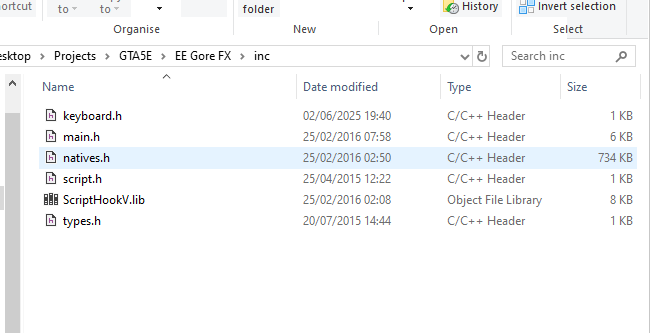 shortcut
to
to
folder
History
Invert selection
Organise
New
Open
Select
Desktop > Projects > GTA5E > EE Gore FX > inc
Search inc
Name Date modified Type Size
keyboard.h 02/06/2025 19:40 C/C++ Header 1 KB
main.h 25/02/2016 07:58 C/C++ Header 6 KB
natives.h 25/02/2016 02:50 C/C++ Header 734 KB
script.h 25/04/2015 12:22 C/C++ Header 1 KB
ScriptHookV.lib 25/02/2016 02:08 Object File Library 8 KB
types.h 20/07/2015 14:44 C/C++ Header 1 KB